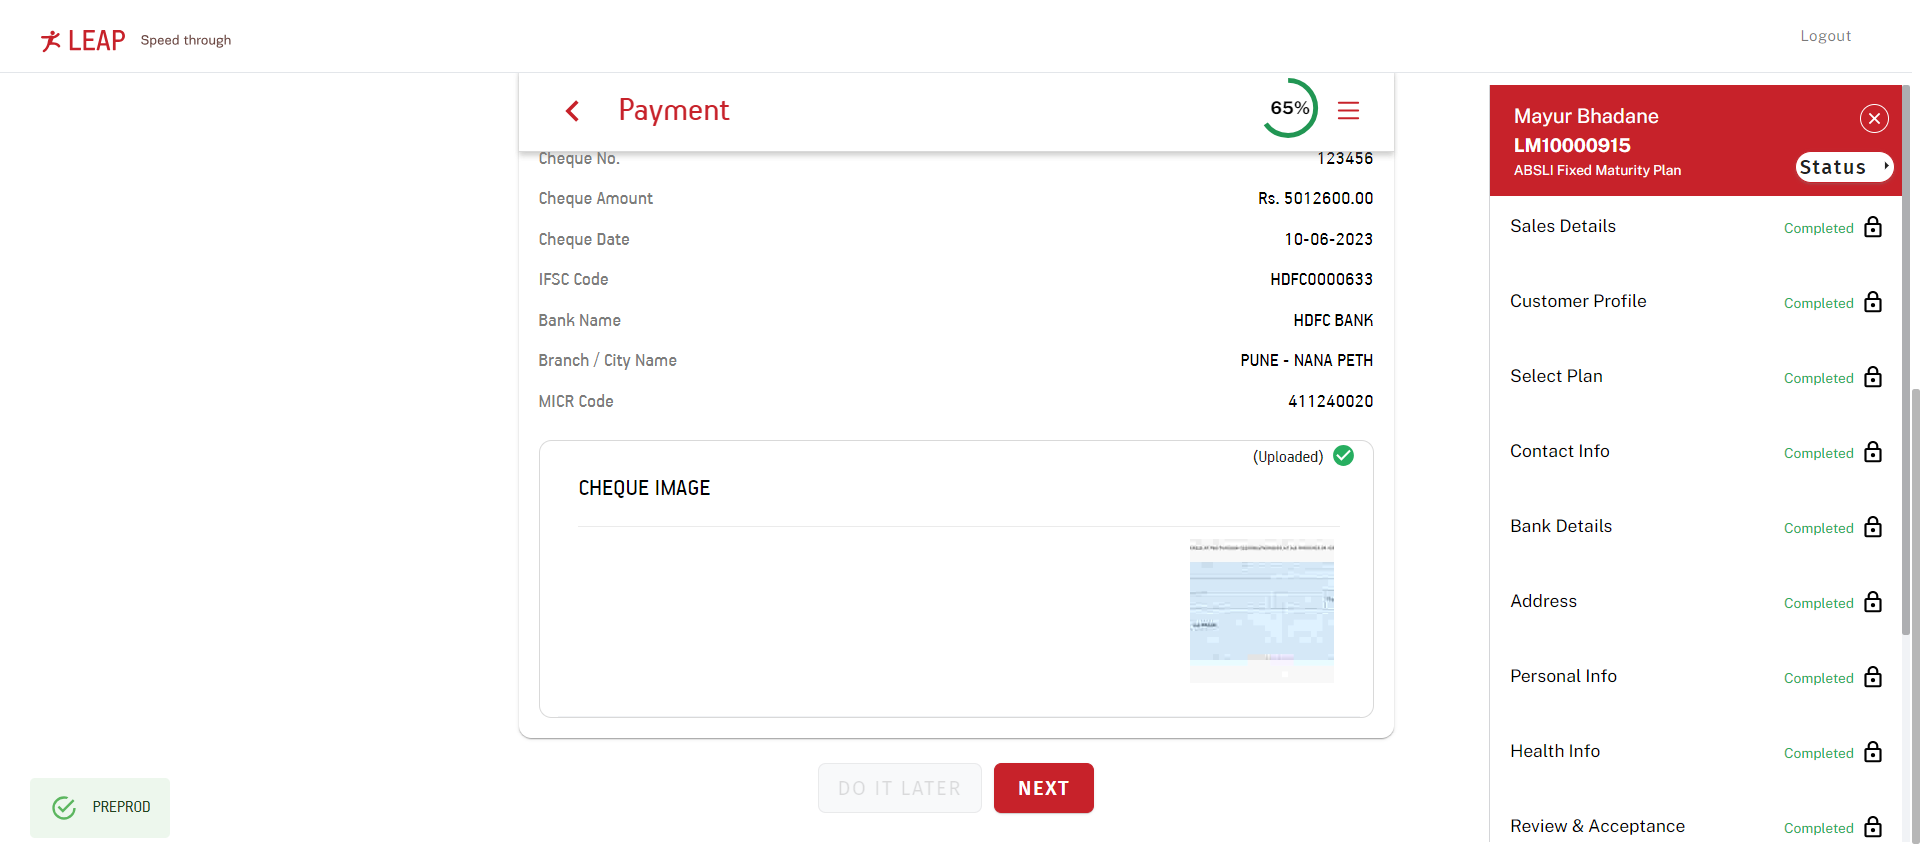 LEAP Speed through
Logout
Payment
65%
Cheque No. 123456
Cheque Amount Rs. 5012600.00
Cheque Date 10-06-2023
IFSC Code HDFC0000633
Bank Name HDFC BANK
Branch / City Name PUNE - NANA PETH
MICR Code 411240020
(Uploaded)
CHEQUE IMAGE
DO IT LATER
NEXT
PREPROD
Mayur Bhadane
LM10000915
ABSLI Fixed Maturity Plan
Status
Sales Details Completed
Customer Profile Completed
Select Plan Completed
Contact Info Completed
Bank Details Completed
Address Completed
Personal Info Completed
Health Info Completed
Review & Acceptance Completed